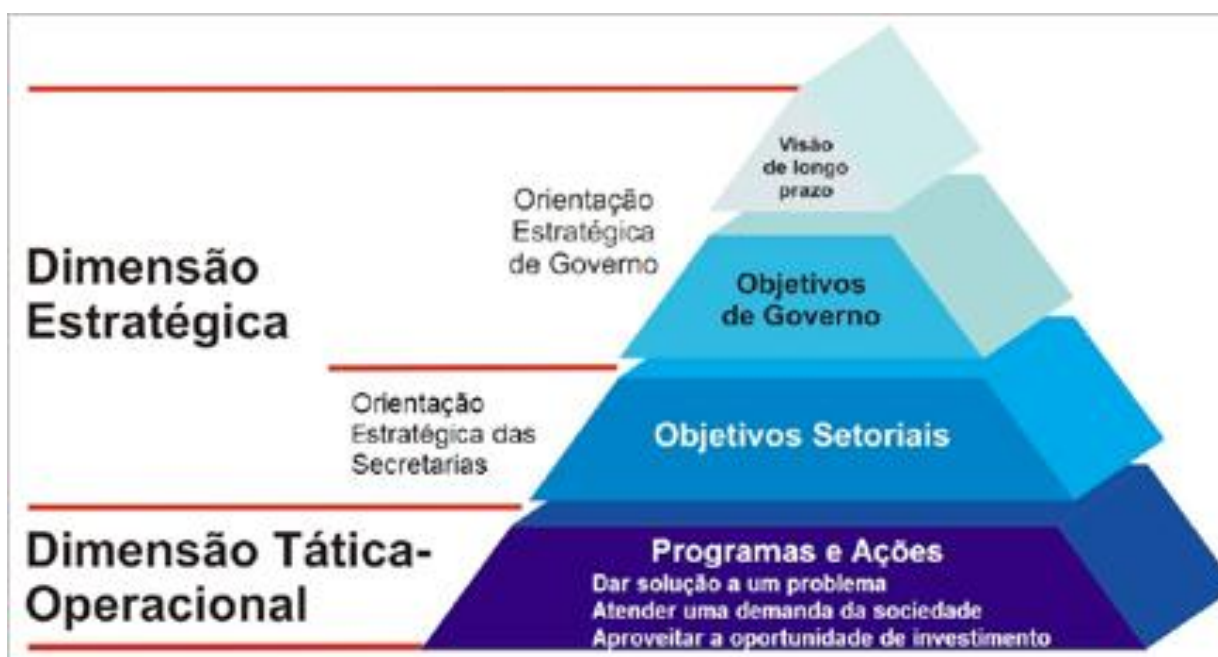 Visão
de longo
prazo
Orientação
Estratégica
de Governo
Dimensão
Estratégica
Objetivos
de Governo
Orientação
Estratégica das
Secretarias
Objetivos Setoriais
Dimensão Tática-
Operacional
Programas e Ações
Dar solução a um problema
Atender uma demanda da sociedade
Aproveitar a oportunidade de investimento